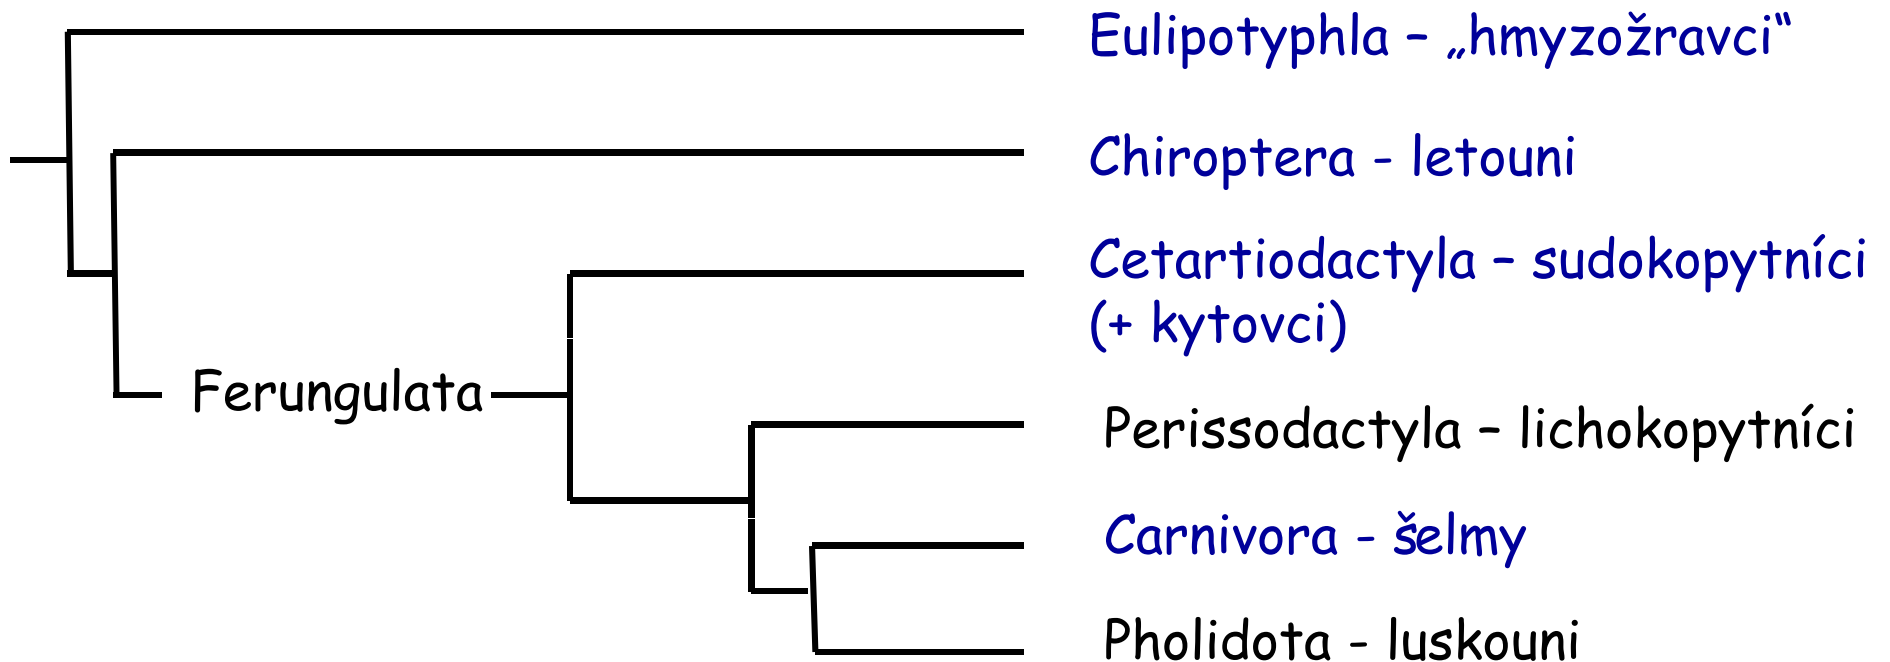 Eulipotyphla – „hmyzožravci“
Chiroptera - letouni
Cetartiodactyla – sudokopytníci
(+ kytovci)
Ferungulata
Perissodactyla – lichokopytníci
Carnivora - šelmy
Pholidota - luskouni